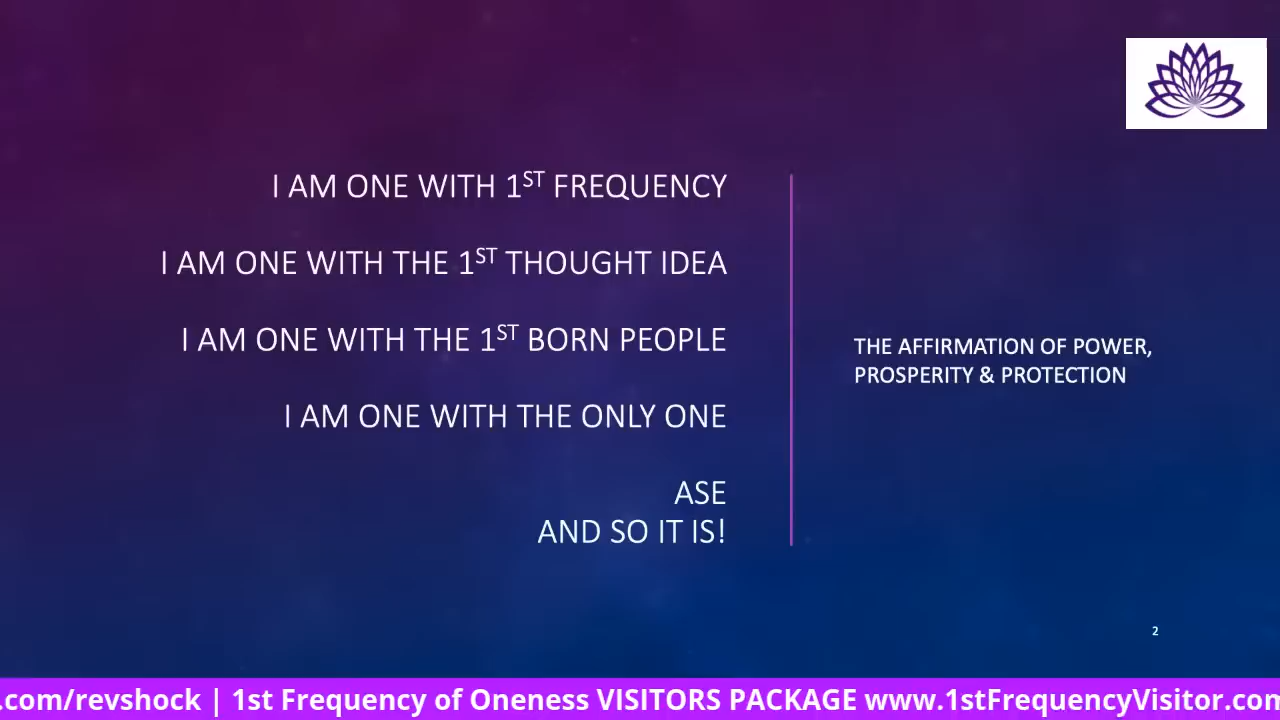 I AM ONE WITH 1ST FREQUENCY
I AM ONE WITH THE 1ST THOUGHT IDEA
I AM ONE WITH THE 1ST BORN PEOPLE
I AM ONE WITH THE ONLY ONE
ASE
AND SO IT IS!
THE AFFIRMATION OF POWER,
PROSPERITY & PROTECTION
2
.com/revshock | 1st Frequency of Oneness VISITORS PACKAGE www.1stFrequencyVisitor.com